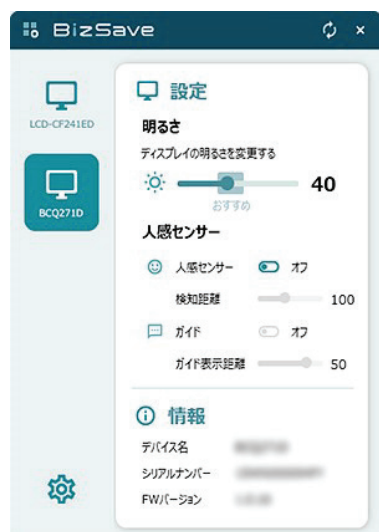 BizSave
LCD-CF241ED
BCQ271D
設定
明るさ
ディスプレイの明るさを変更する
40
おすすめ
人感センサー
人感センサー オフ
検知距離 100
ガイド オフ
ガイド表示距離 50
情報
デバイス名
シリアルナンバー
FWバージョン